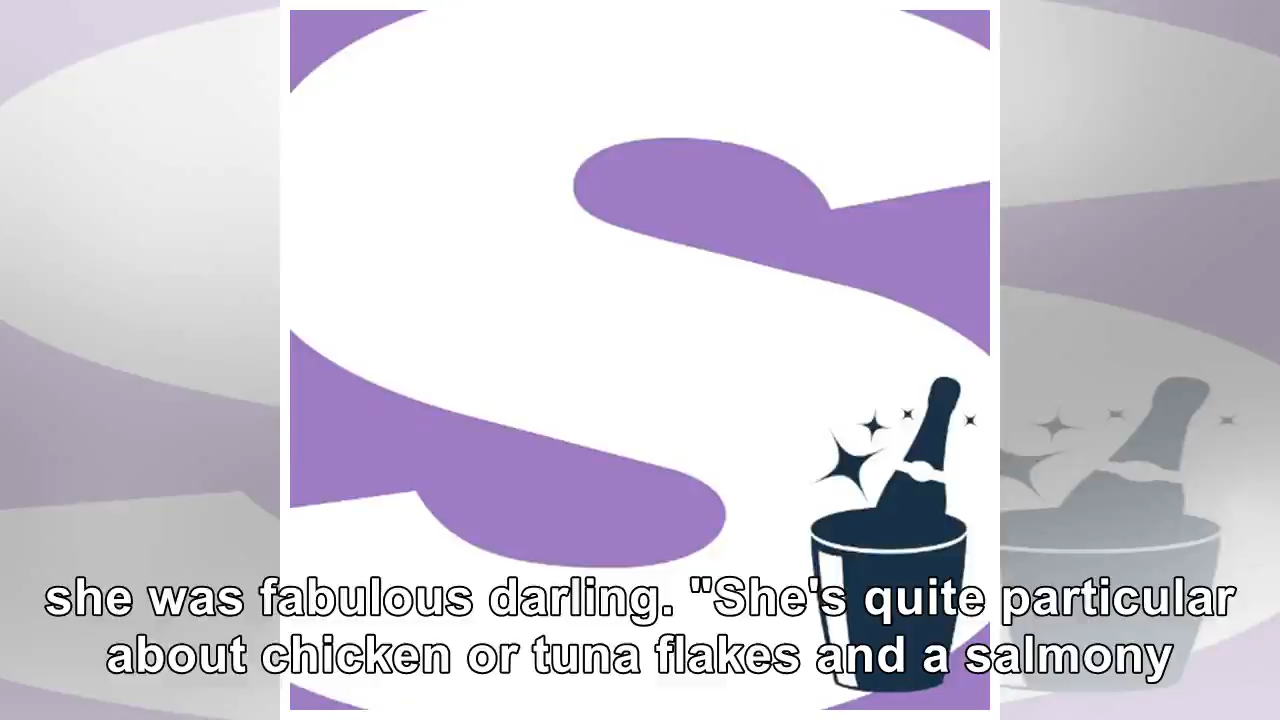 S
she was fabulous darling. "She's quite particular
about chicken or tuna flakes and a salmony